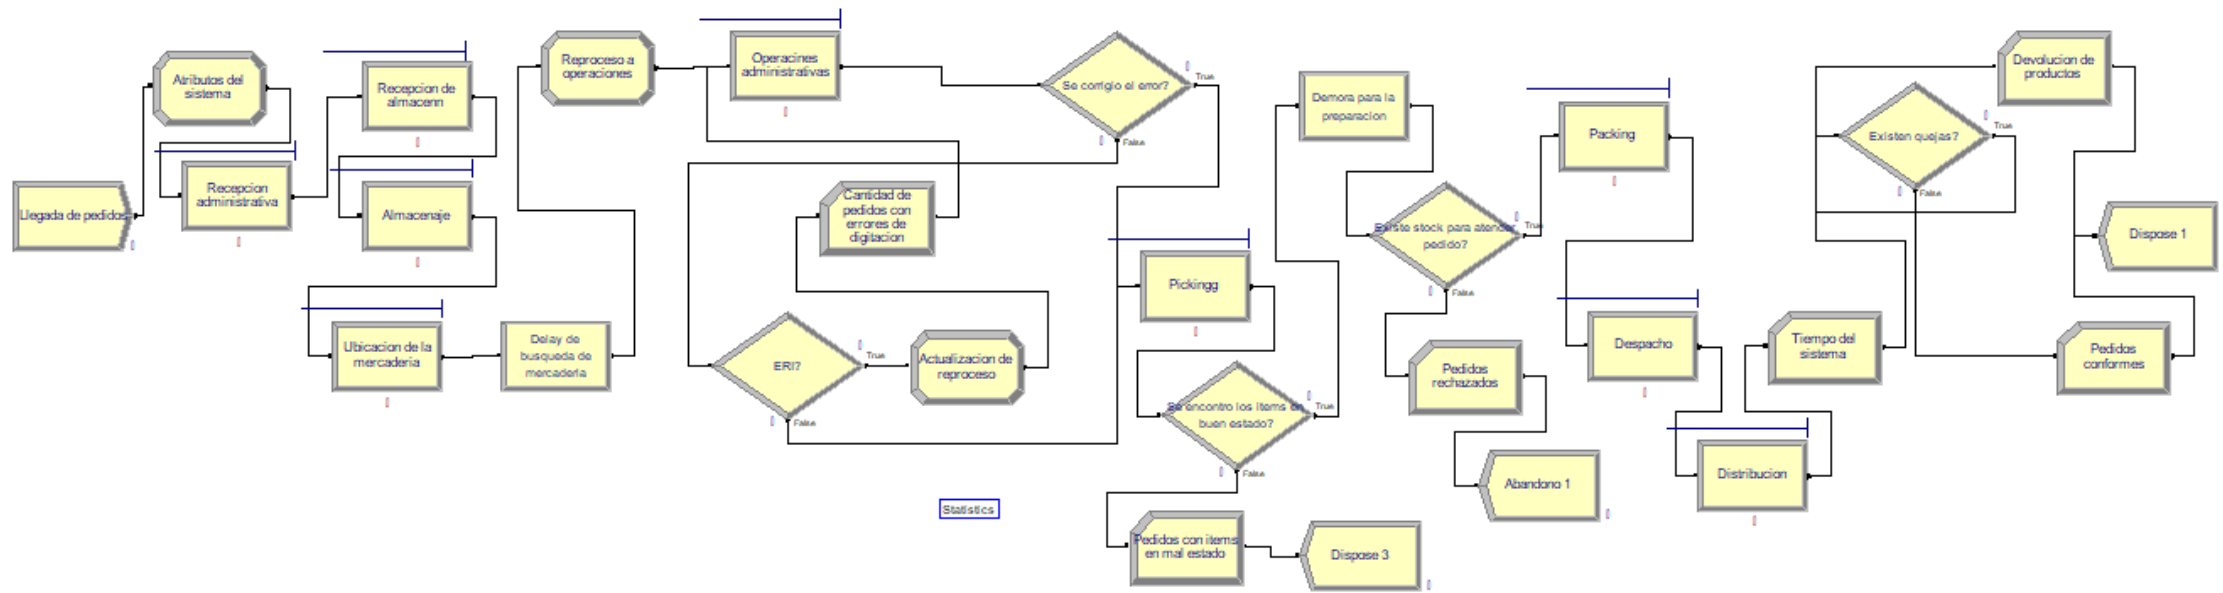 Llegada de pedidos
Atributos del
sistema
Recepcion
administrativa
Recepcion de
almacenn
Almacenaje
Ubicacion de la
mercaderia
Delay de
busqueda de
mercaderia
Reproceso a
operaciones
Operacines
administrativas
Se corrigio el error?
True
False
Cantidad de
pedidos con
errores de
digitacion
ERI?
True
False
Actualizacion de
reproceso
Pickingg
Se encontro los items en
buen estado?
True
False
Pedidos con items
en mal estado
Dispose 3
Statistics
Demora para la
preparacion
Existe stock para atender
pedido?
True
False
Pedidos
rechazados
Abandono 1
Packing
Despacho
Distribucion
Tiempo del
sistema
Existen quejas?
True
False
Devolucion de
productos
Dispose 1
Pedidos
conformes